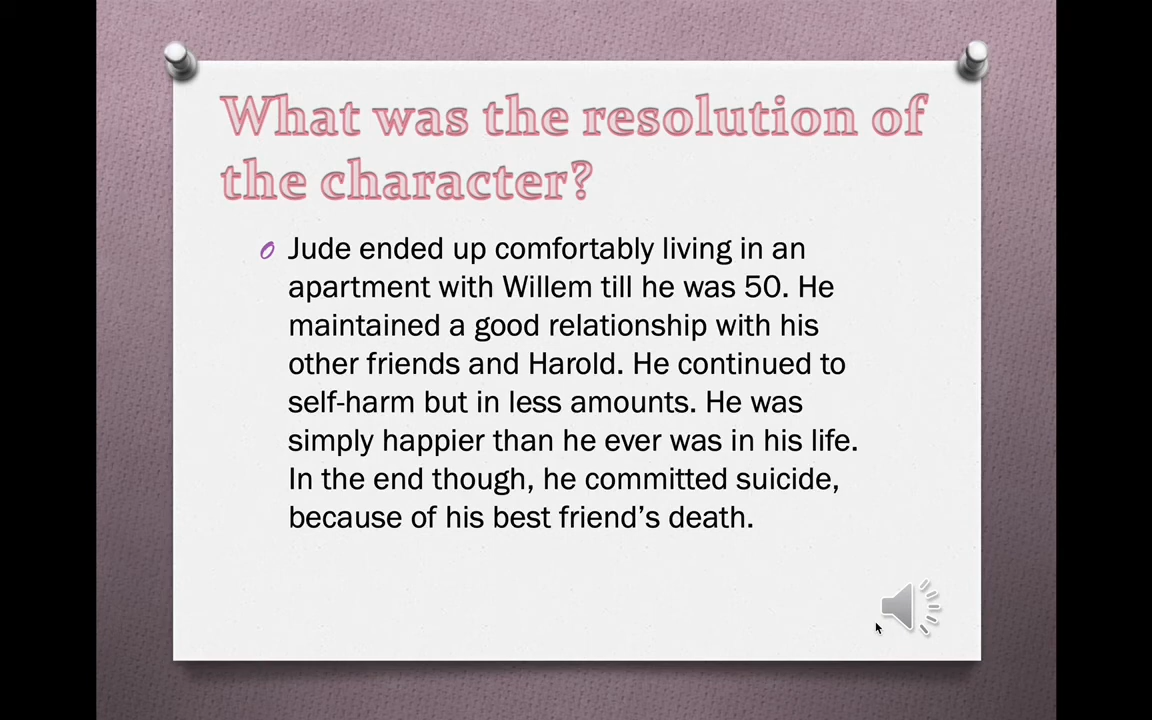 What was the resolution of
the character?
Jude ended up comfortably living in an
apartment with Willem till he was 50. He
maintained a good relationship with his
other friends and Harold. He continued to
self-harm but in less amounts. He was
simply happier than he ever was in his life.
In the end though, he committed suicide,
because of his best friend’s death.